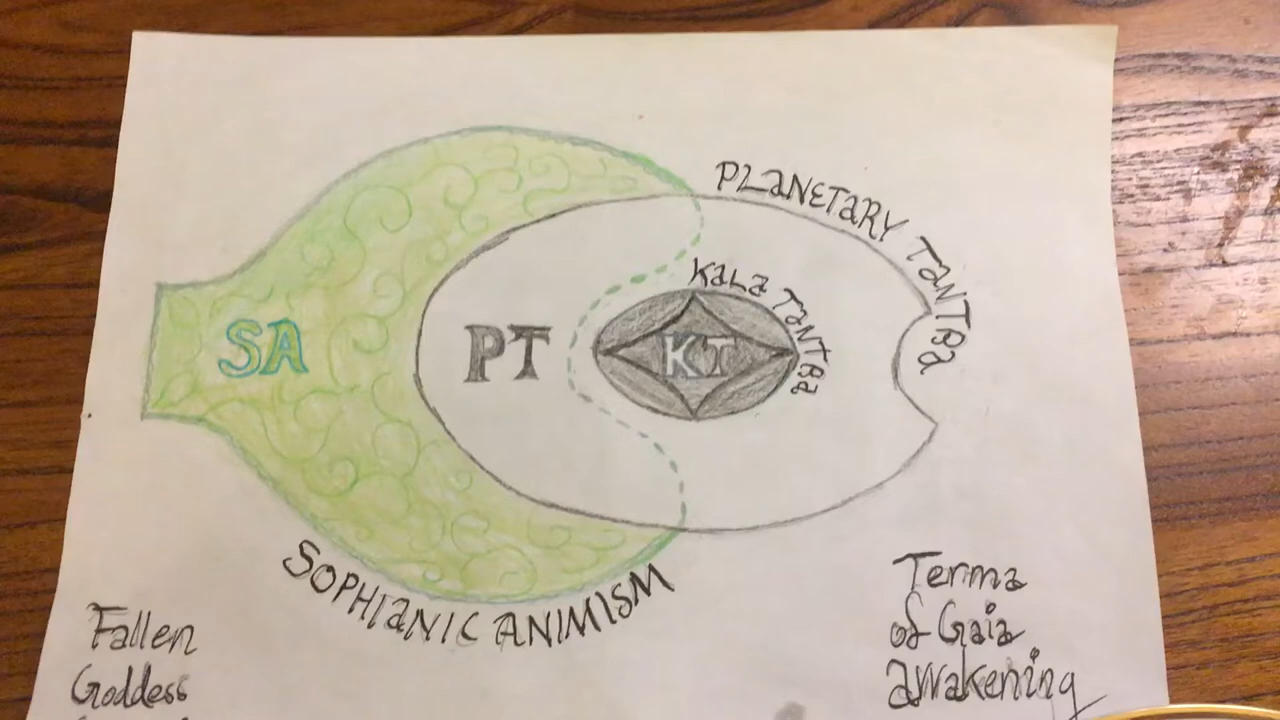 PLaNETaRY TaNTRa
KaLa TaNTRa
SA
PT
KT
SOPHIaNIC ANIMISM
Fallen
Goddess
Terma
of Gaia
awakening